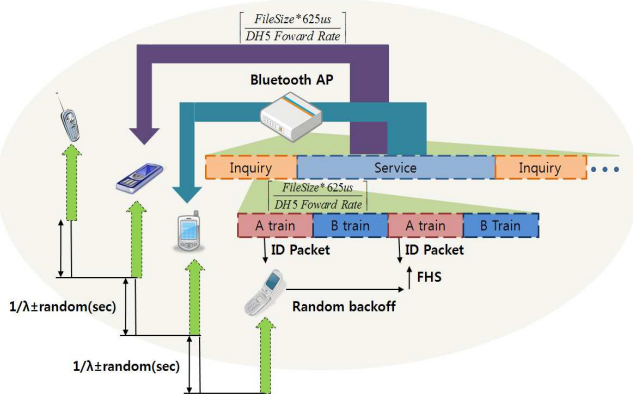 FileSize*625us
DH5 Foward Rate
Bluetooth AP
Inquiry Service Inquiry
FileSize*625us
DH5 Foward Rate
A train B train A train B Train
ID Packet ID Packet
FHS
Random backoff
1/λ±random(sec)
1/λ±random(sec)